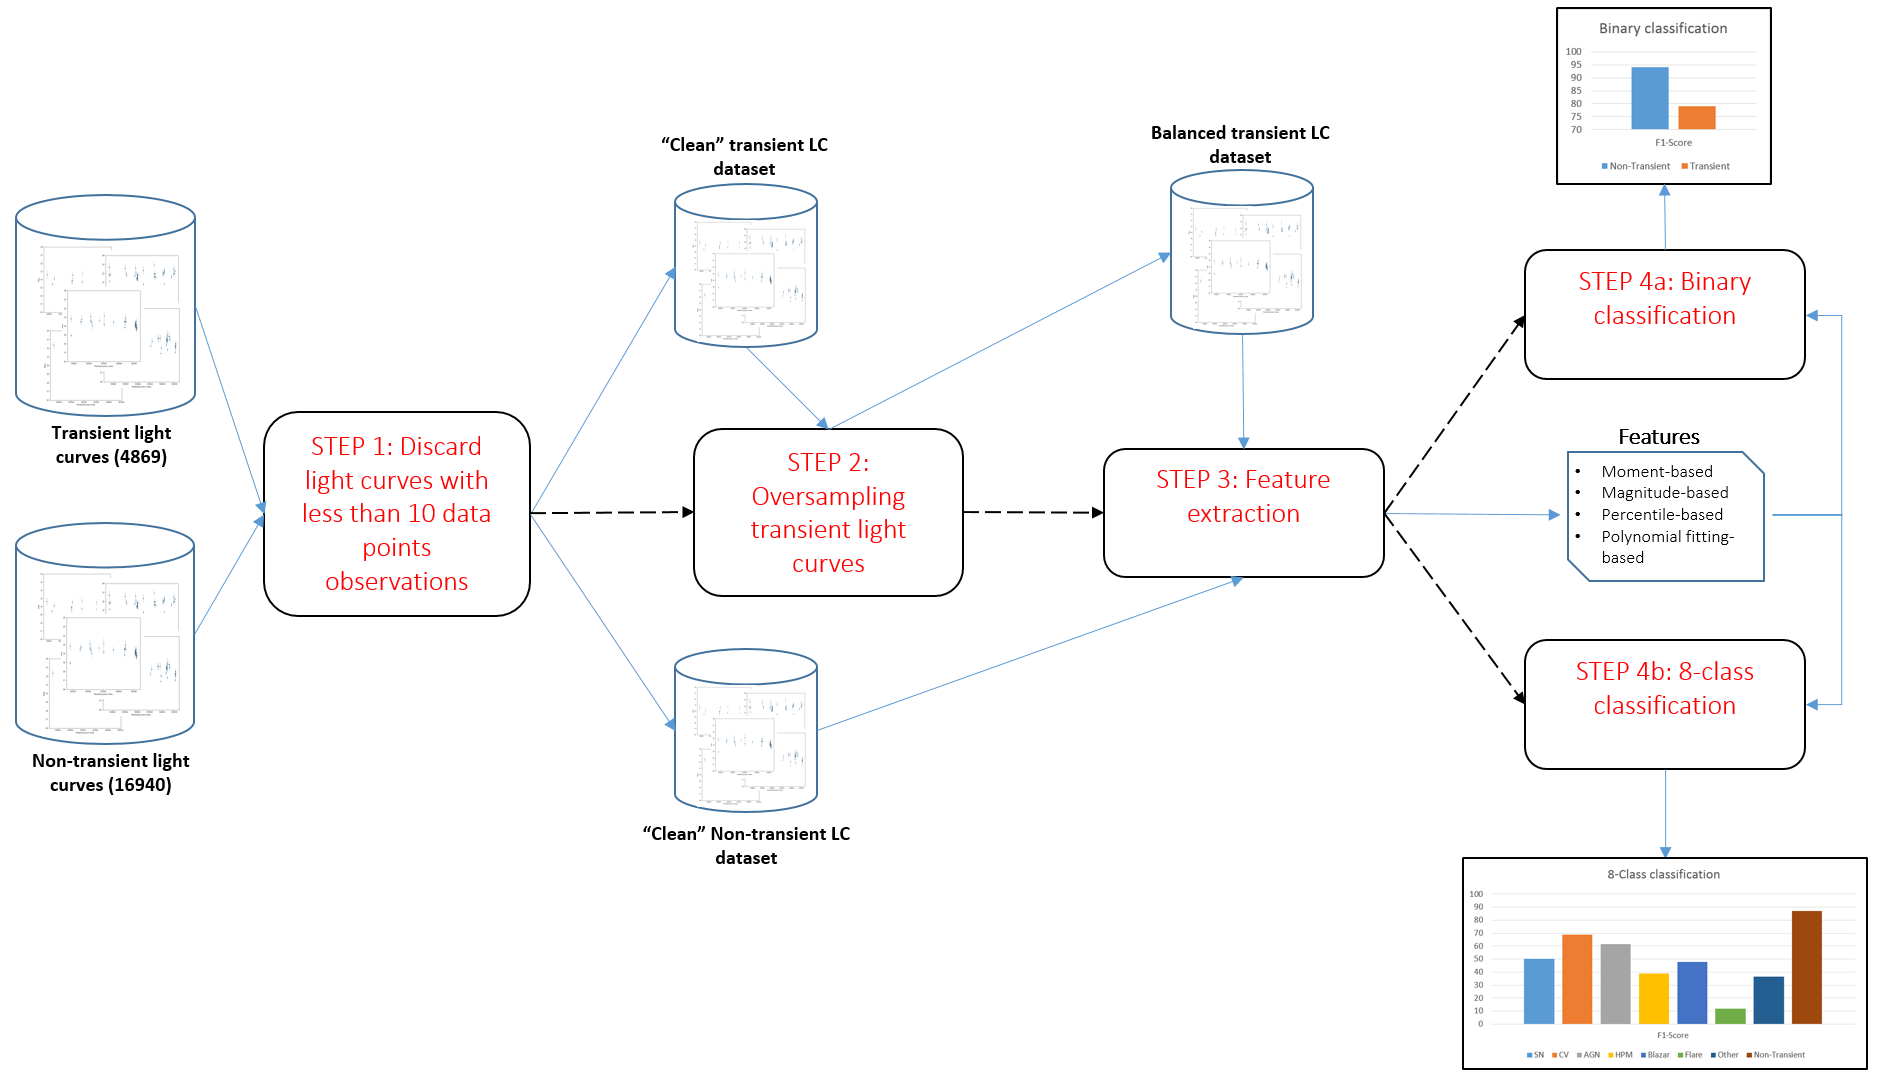 Transient light
curves (4869)
Non-transient light
curves (16940)
STEP 1: Discard
light curves with
less than 10 data
points
observations
“Clean” transient LC
dataset
“Clean” Non-transient LC
dataset
STEP 2:
Oversampling
transient light
curves
Balanced transient LC
dataset
STEP 3: Feature
extraction
STEP 4a: Binary
classification
Features
• Moment-based
• Magnitude-based
• Percentile-based
• Polynomial fitting-
based
STEP 4b: 8-class
classification
Binary classification
100
95
90
85
80
75
70
F1-Score
Non-Transient Transient
8-Class classification
100
90
80
70
60
50
40
30
20
10
0
F1-Score
SN CV AGN HPM Blazar Flare Other Non-Transient